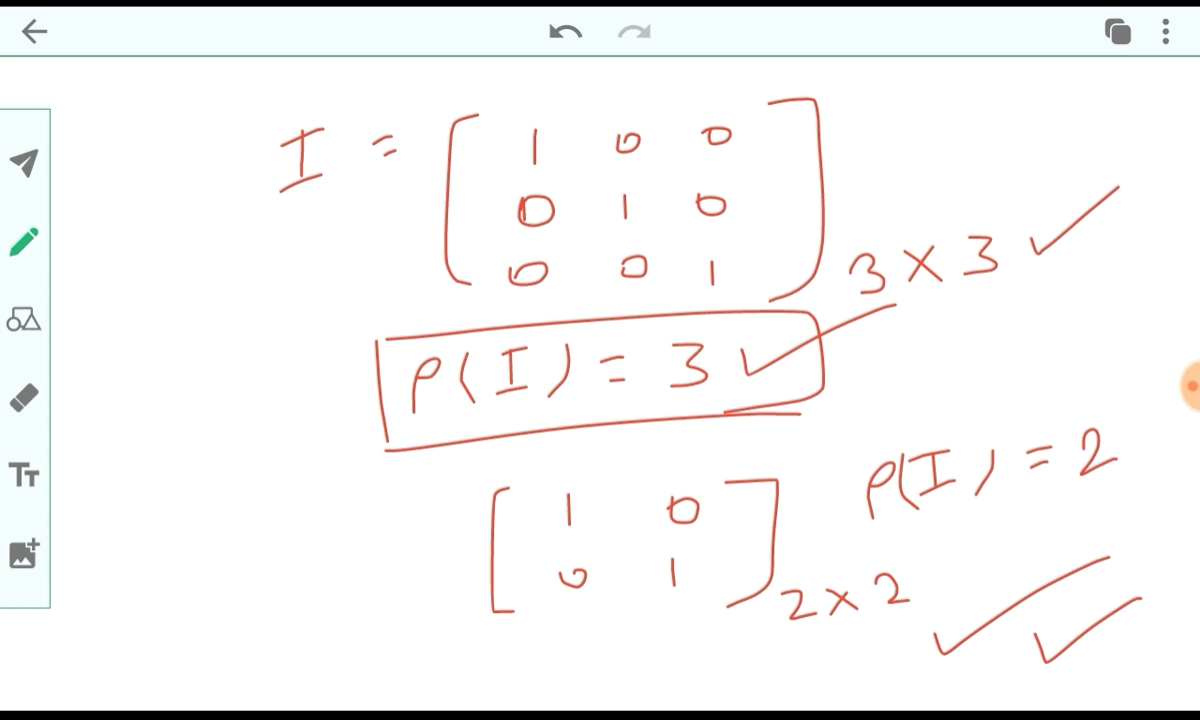 I = [ 1 0 0
0 1 0
0 0 1 ] 3 × 3 ✓
ρ(I) = 3 ✓
ρ(I) = 2
[ 1 0
0 1 ] 2 × 2 ✓ ✓
Tт